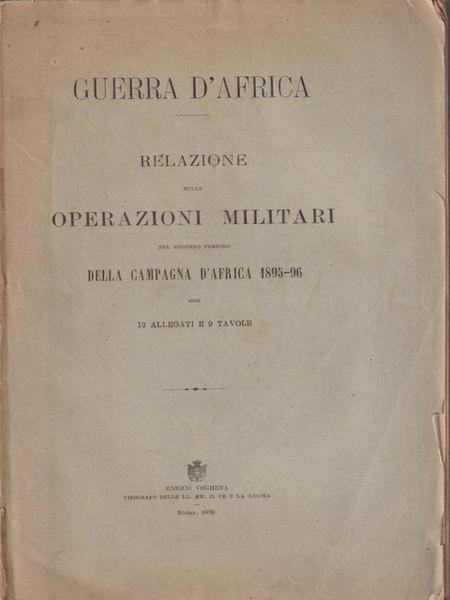 GUERRA D'AFRICA
RELAZIONE
SULLE
OPERAZIONI MILITARI
NEL SECONDO PERIODO
DELLA CAMPAGNA D'AFRICA 1895-96
CON
13 ALLEGATI E 9 TAVOLE
ENRICO VOGHERA
TIPOGRAFO DELLE LL. MM. IL RE E LA REGINA
ROMA, 1896